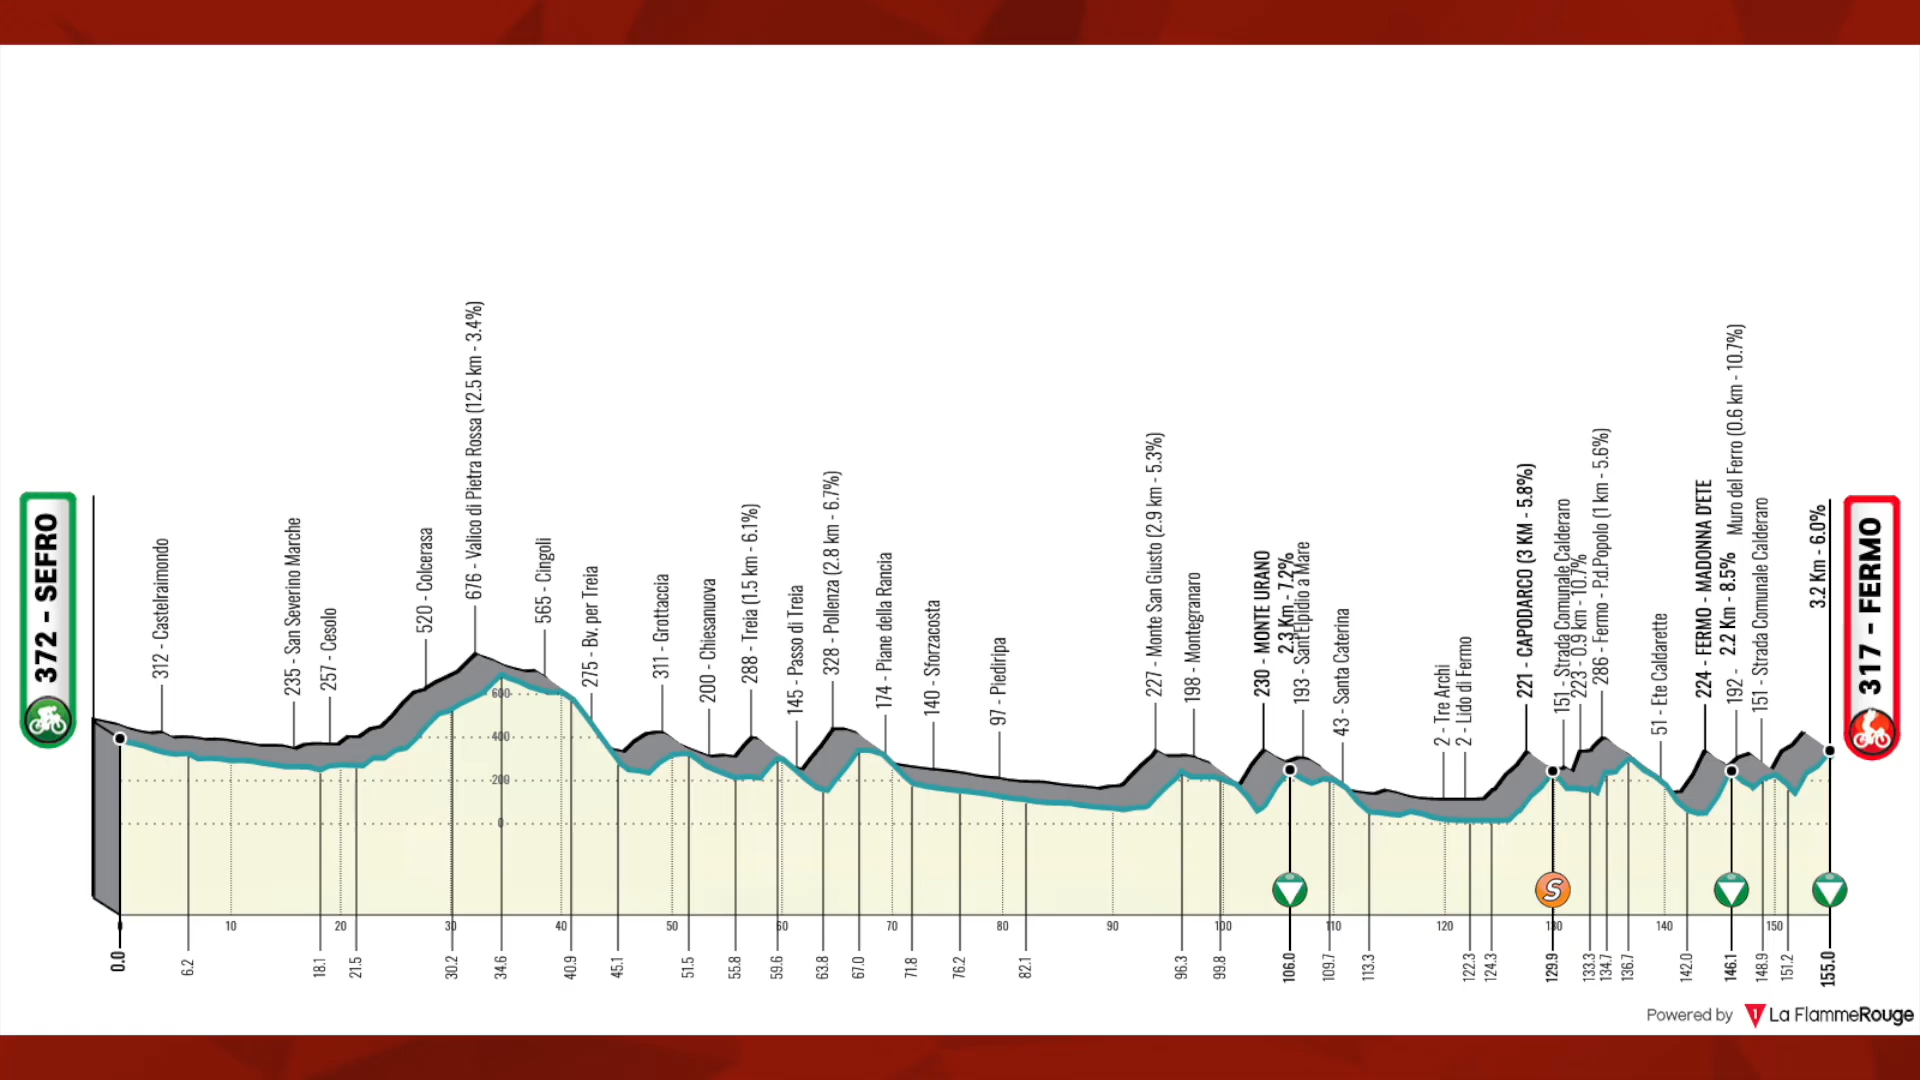 372 - SEFRO
312 - Castelraimondo
235 - San Severino Marche
257 - Cesolo
520 - Colcerasa
676 - Valico di Pietra Rossa (12.5 km - 3.4%)
565 - Cingoli
275 - Bv. per Treia
311 - Grottaccia
200 - Chiesanuova
288 - Treia (1.5 km - 6.1%)
145 - Passo di Treia
328 - Pollenza (2.8 km - 6.7%)
174 - Piane della Rancia
140 - Sforzacosta
97 - Piediripa
227 - Monte San Giusto (2.9 km - 5.3%)
198 - Montegranaro
230 - MONTE URANO
2.3 Km - 7.2%
193 - Sant'Elpidio a Mare
43 - Santa Caterina
2 - Tre Archi
2 - Lido di Fermo
221 - CAPODARCO (3 KM - 5.8%)
151 - Strada Comunale Calderaro
223 - 0.9 km - 10.7%
286 - Fermo - P.d.Popolo (1 km - 5.6%)
51 - Ete Caldarette
224 - FERMO - MADONNA D'ETE
2.2 Km - 8.5%
192 - Muro del Ferro (0.6 km - 10.7%)
151 - Strada Comunale Calderaro
3.2 Km - 6.0%
317 - FERMO
600
400
200
0
S
0 10 20 30 40 50 60 70 80 90 100 110 120 130 140 150
0.0 6.2 18.1 21.5 30.2 34.6 40.9 45.1 51.5 55.8 59.6 63.8 67.0 71.8 76.2 82.1 96.3 99.8 106.0 109.7 113.3 122.3 124.3 129.9 133.3 134.7 136.7 142.0 146.1 148.9 151.2 155.0
Powered by 1 La FlammeRouge